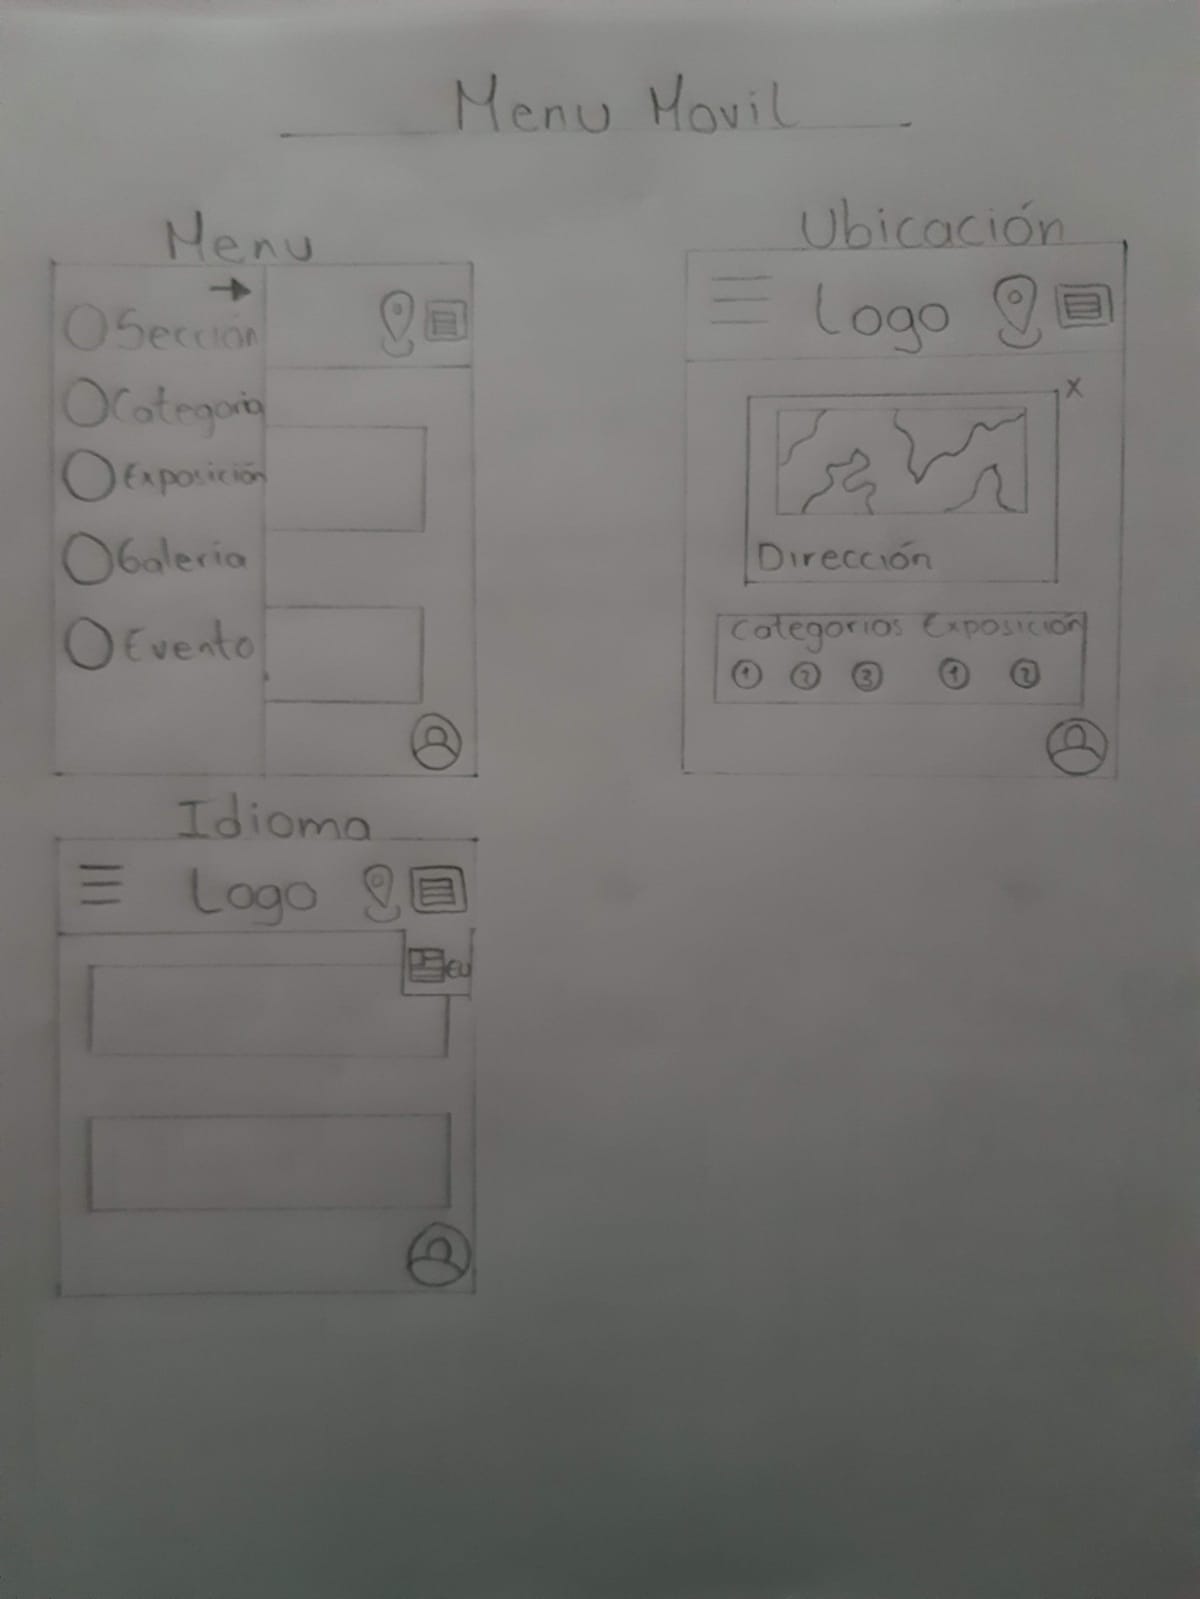 Menu Movil
Menu
Sección
Categoria
Exposición
Galeria
Evento
Ubicación
Logo
X
Dirección
Categorias Exposición
1 2 3 1 2
Idioma
Logo
EU